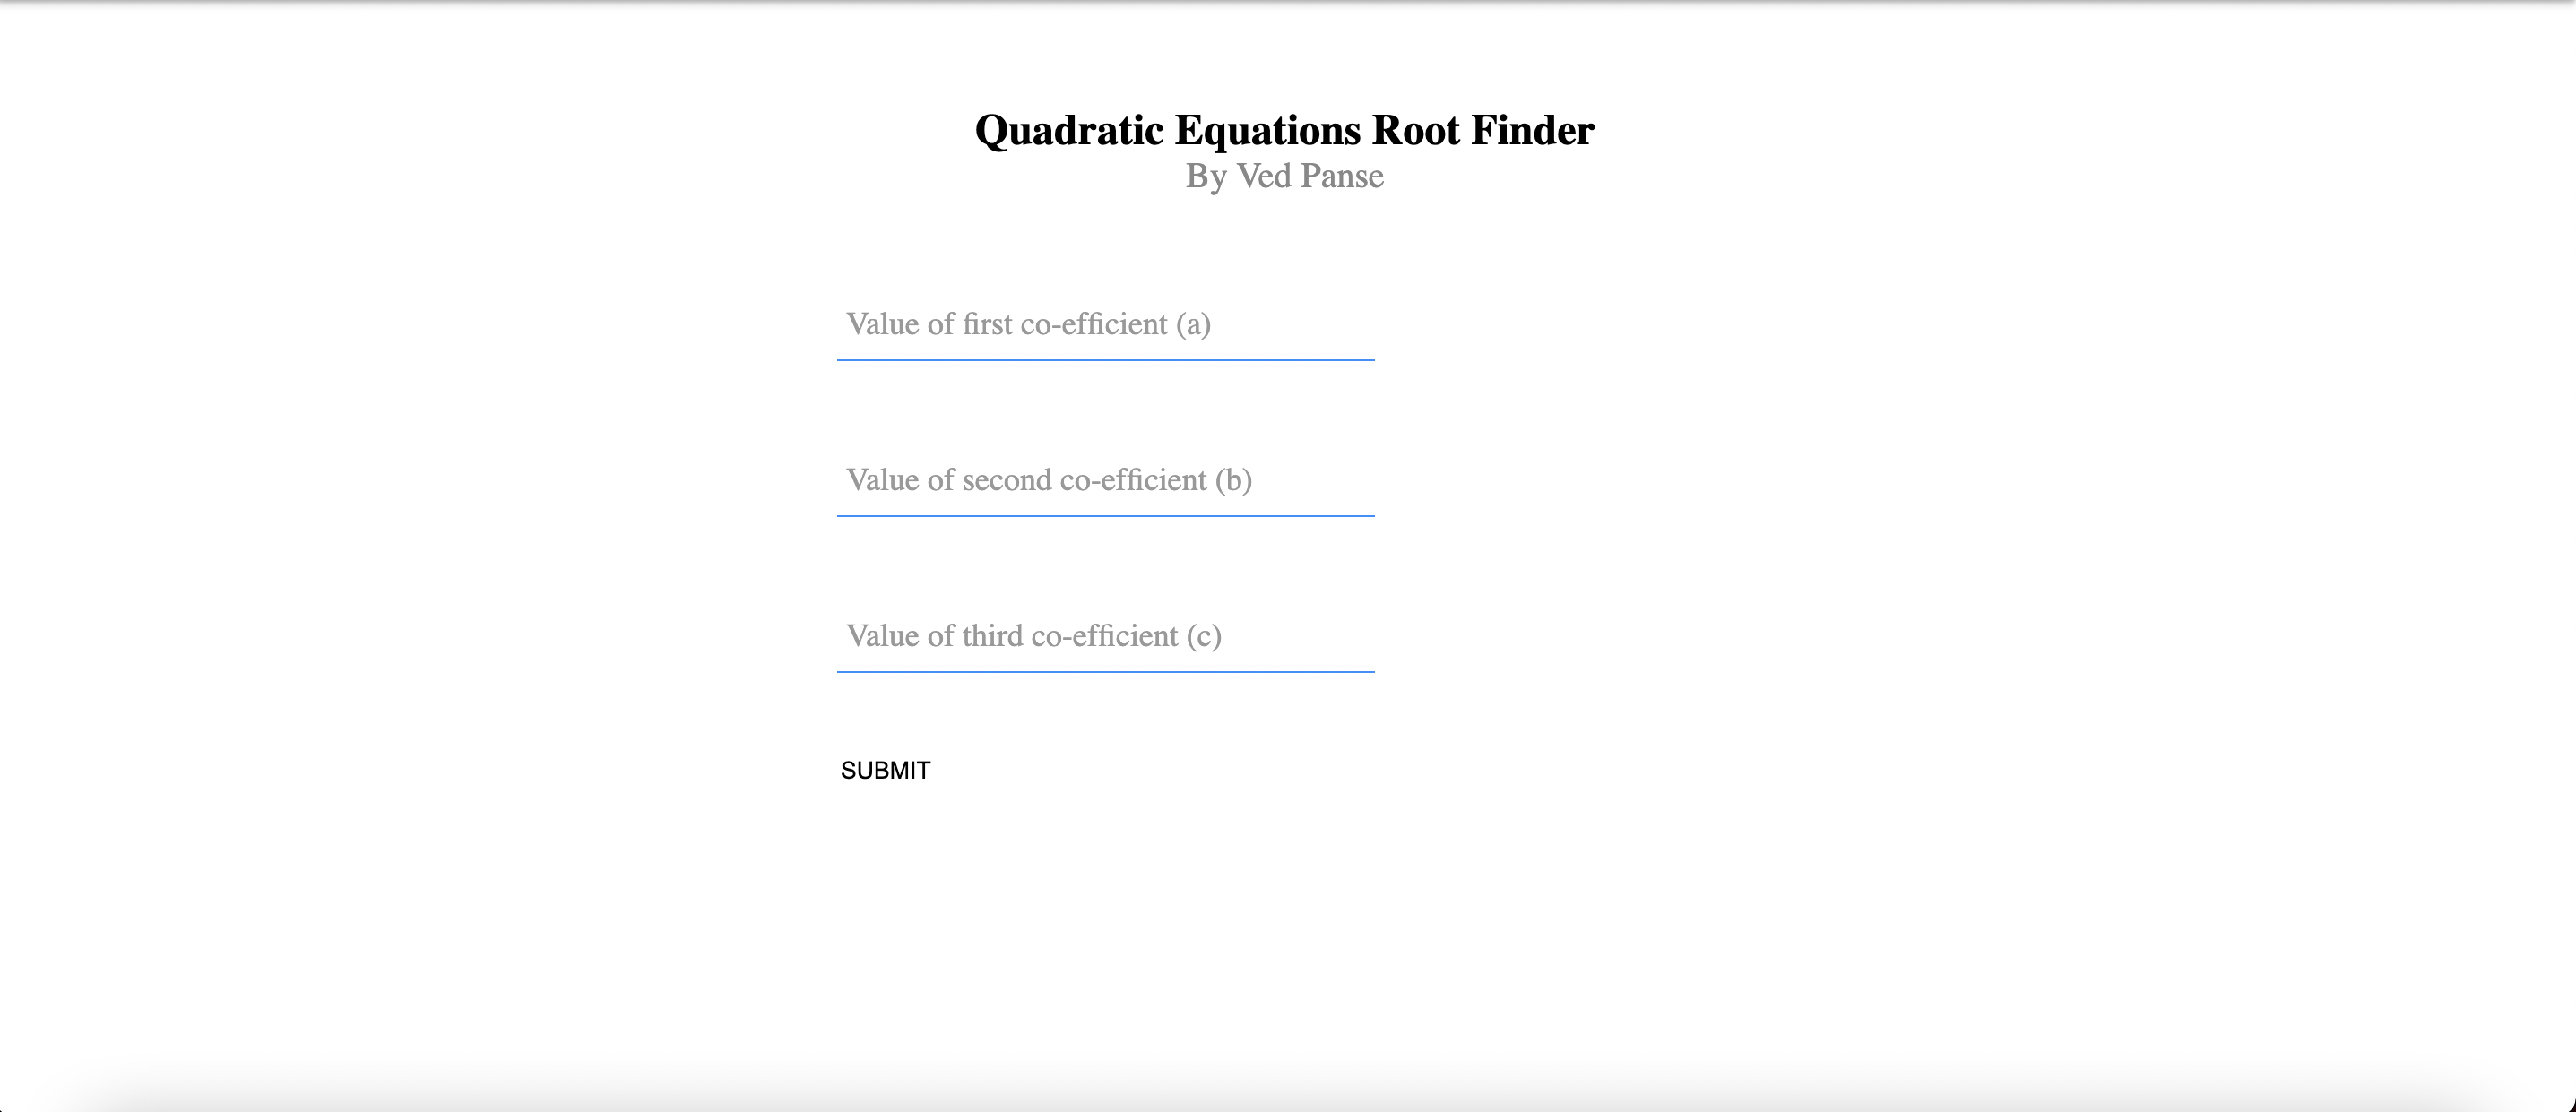 Quadratic Equations Root Finder
By Ved Panse
Value of first co-efficient (a)
Value of second co-efficient (b)
Value of third co-efficient (c)
SUBMIT